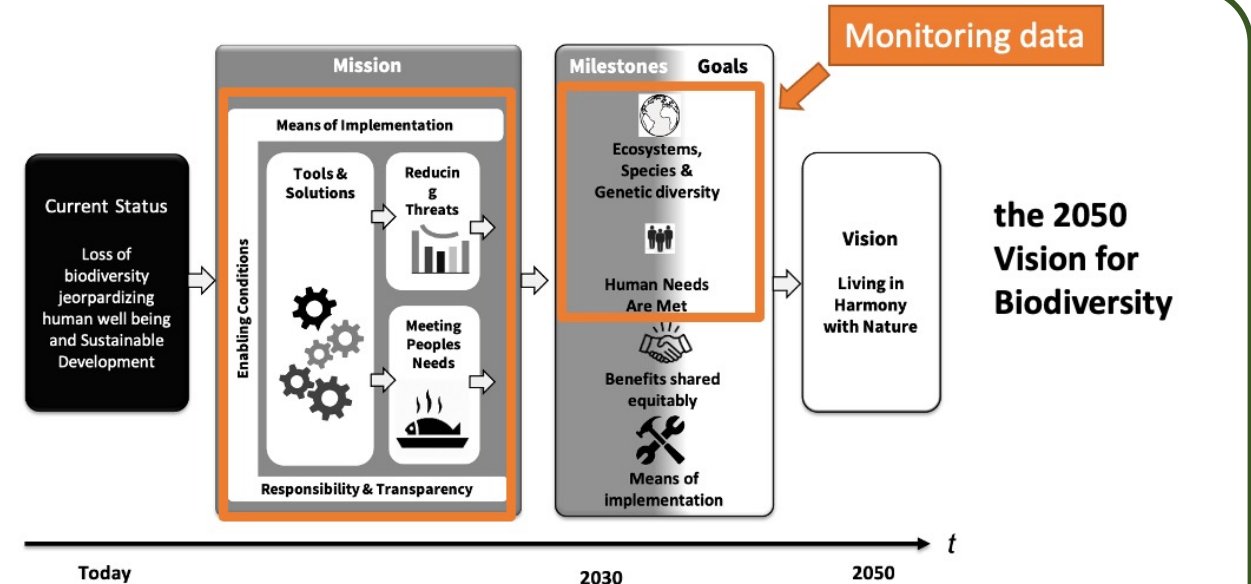 Monitoring data
Mission
Milestones Goals
Means of Implementation
Tools &
Solutions
Reducin
g
Threats
Enabling Conditions
Meeting
Peoples
Needs
Responsibility & Transparency
Current Status
Loss of
biodiversity
jeorpardizing
human well being
and Sustainable
Development
Ecosystems,
Species &
Genetic diversity
Human Needs
Are Met
Benefits shared
equitably
Means of
implementation
Vision
Living in
Harmony
with Nature
the 2050
Vision for
Biodiversity
t
Today
2030
2050